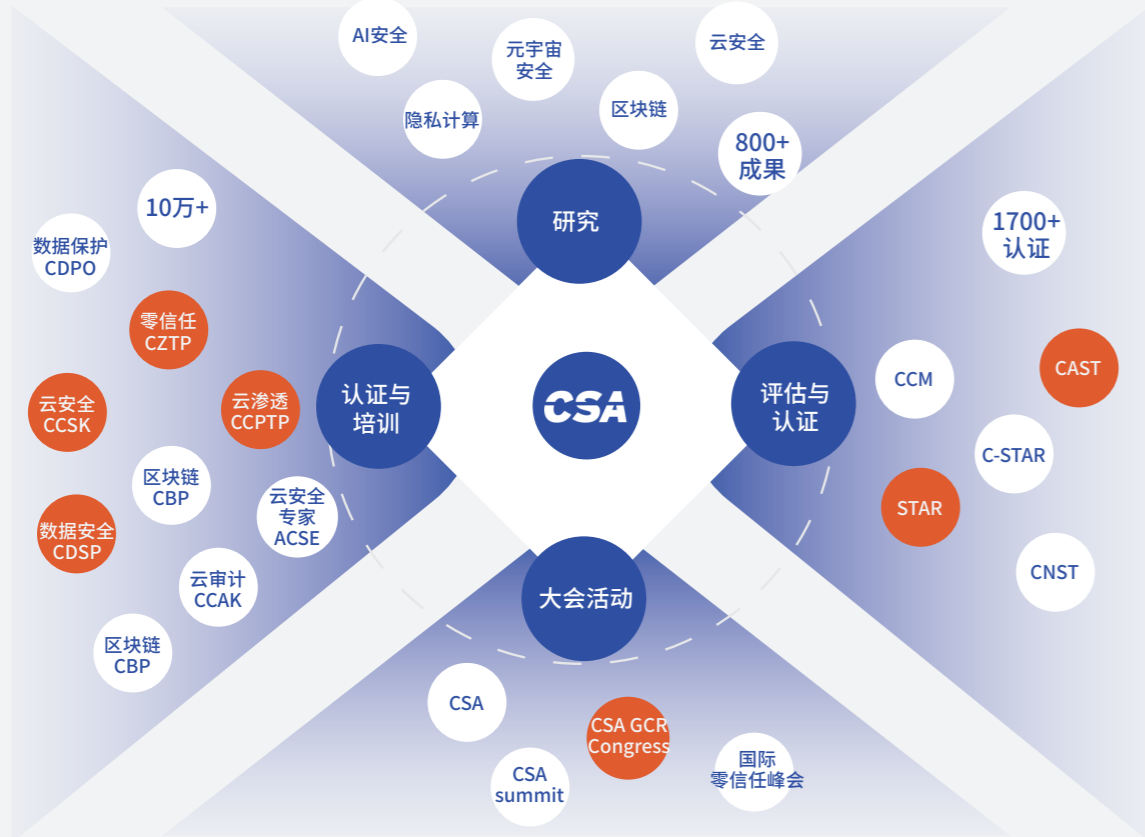 AI安全
元宇宙
安全
云安全
隐私计算
区块链
800+
成果
研究
10万+
数据保护
CDPO
零信任
CZTP
云安全
CCSK
云渗透
CCPTP
认证与
培训
区块链
CBP
云安全
专家
ACSE
数据安全
CDSP
云审计
CCAK
区块链
CBP
CSA
评估与
认证
1700+
认证
CCM
CAST
C-STAR
STAR
CNST
大会活动
CSA
CSA GCR
Congress
CSA
summit
国际
零信任峰会